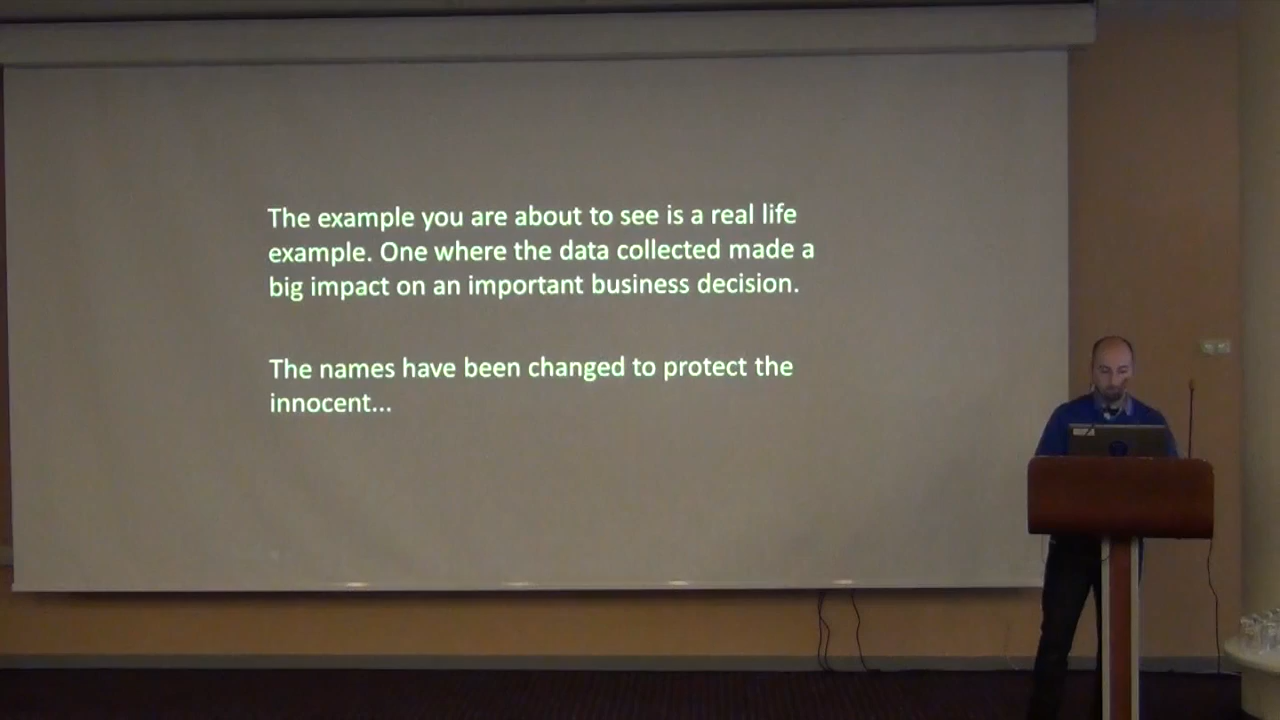 The example you are about to see is a real life
example. One where the data collected made a
big impact on an important business decision.
The names have been changed to protect the
innocent...